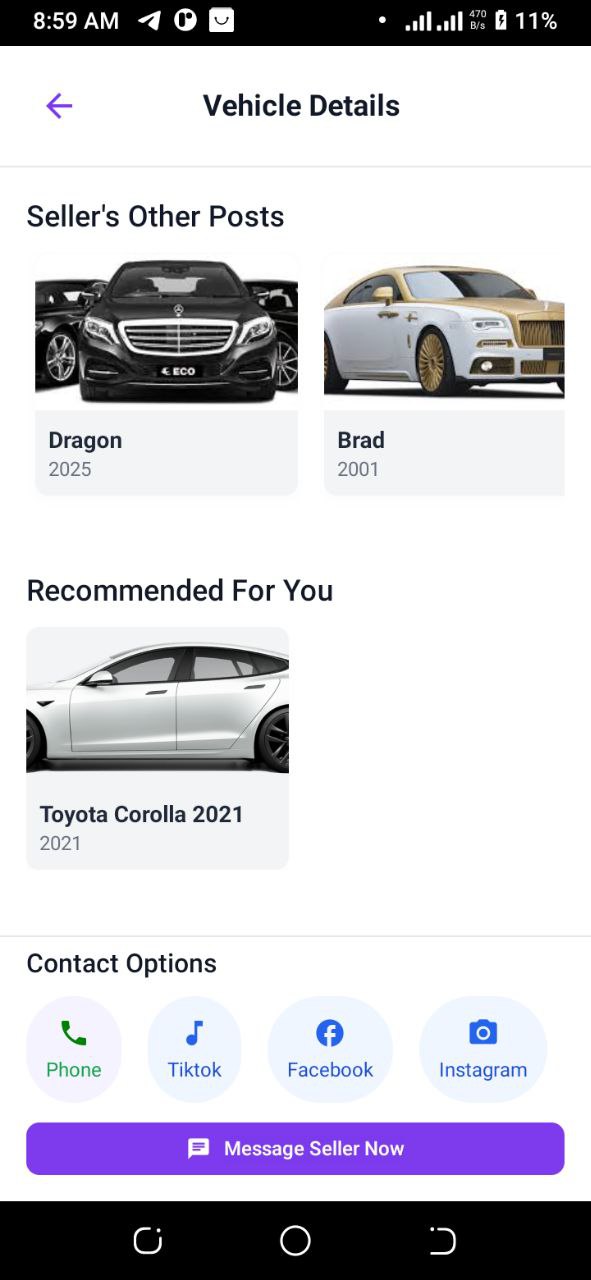 8:59 AM
470
B/s
11%
Vehicle Details
Seller's Other Posts
ECO
Dragon
2025
Brad
2001
Recommended For You
Toyota Corolla 2021
2021
Contact Options
Phone
Tiktok
Facebook
Instagram
Message Seller Now